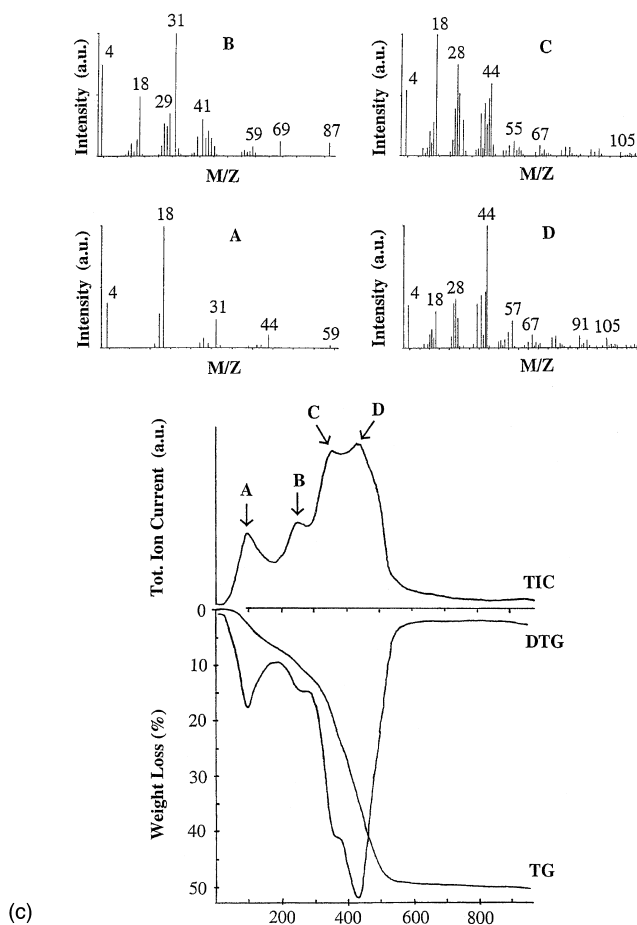 B
4
18
29
31
41
59
69
87
Intensity (a.u.)
M/Z
C
4
18
28
44
55
67
105
Intensity (a.u.)
M/Z
A
4
18
31
44
59
Intensity (a.u.)
M/Z
D
4
18
28
44
57
67
91
105
Intensity (a.u.)
M/Z
Tot. Ion Current (a.u.)
A
B
C
D
TIC
DTG
TG
Weight Loss (%)
0
10
20
30
40
50
200
400
600
800
(c)